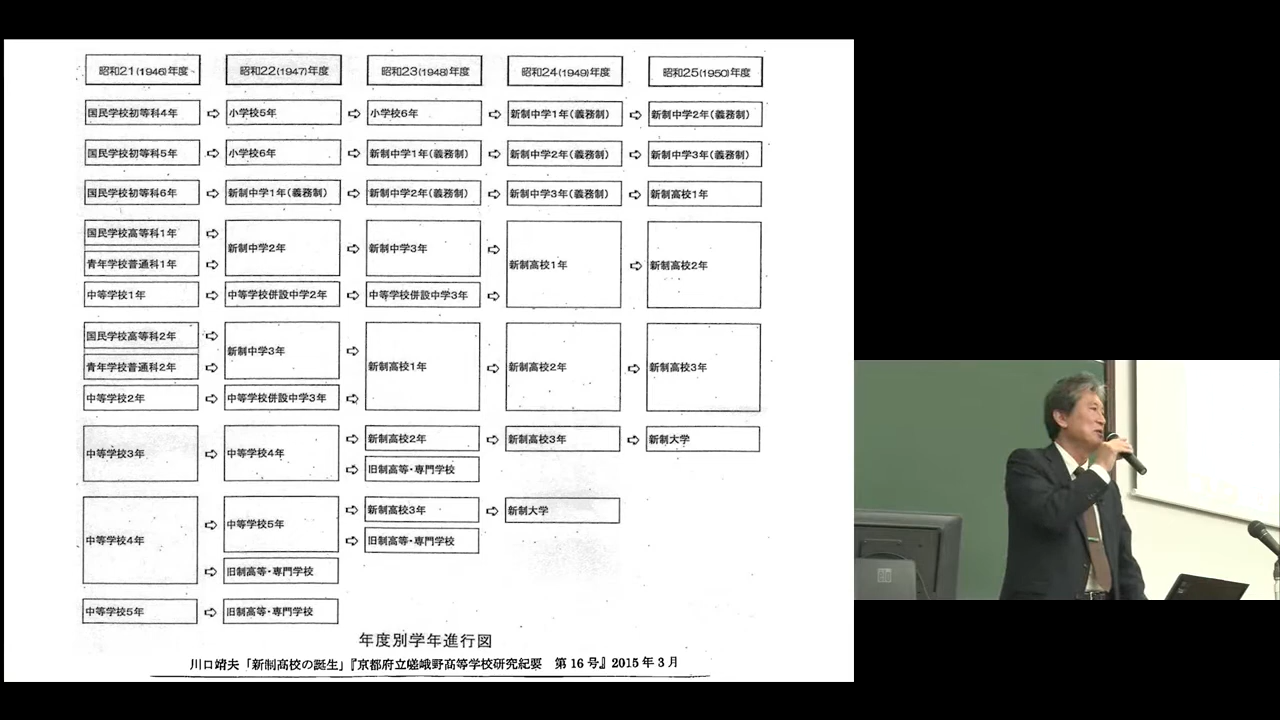 昭和21(1946)年度 昭和22(1947)年度 昭和23(1948)年度 昭和24(1949)年度 昭和25(1950)年度
国民学校初等科4年 ⇨ 小学校5年 ⇨ 小学校6年 ⇨ 新制中学1年(義務制) ⇨ 新制中学2年(義務制)
国民学校初等科5年 ⇨ 小学校6年 ⇨ 新制中学1年(義務制) ⇨ 新制中学2年(義務制) ⇨ 新制中学3年(義務制)
国民学校初等科6年 ⇨ 新制中学1年(義務制) ⇨ 新制中学2年(義務制) ⇨ 新制中学3年(義務制) ⇨ 新制高校1年
国民学校高等科1年 ⇨
新制中学2年 ⇨ 新制中学3年 ⇨
青年学校普通科1年 ⇨
新制高校1年 ⇨ 新制高校2年
中等学校1年 ⇨ 中等学校併設中学2年 ⇨ 中等学校併設中学3年 ⇨
国民学校高等科2年 ⇨
新制中学3年 ⇨
青年学校普通科2年 ⇨
新制高校1年 ⇨ 新制高校2年 ⇨ 新制高校3年
中等学校2年 ⇨ 中等学校併設中学3年 ⇨
新制高校2年 ⇨ 新制高校3年 ⇨ 新制大学
中等学校3年 ⇨ 中等学校4年 ⇨
旧制高等・専門学校
新制高校3年 ⇨ 新制大学
中等学校5年 ⇨
中等学校4年 ⇨
旧制高等・専門学校
旧制高等・専門学校
中等学校5年 ⇨ 旧制高等・専門学校
年度別学年進行図
川口靖夫「新制高校の誕生」『京都府立嵯峨野高等学校研究紀要 第16号』2015年3月